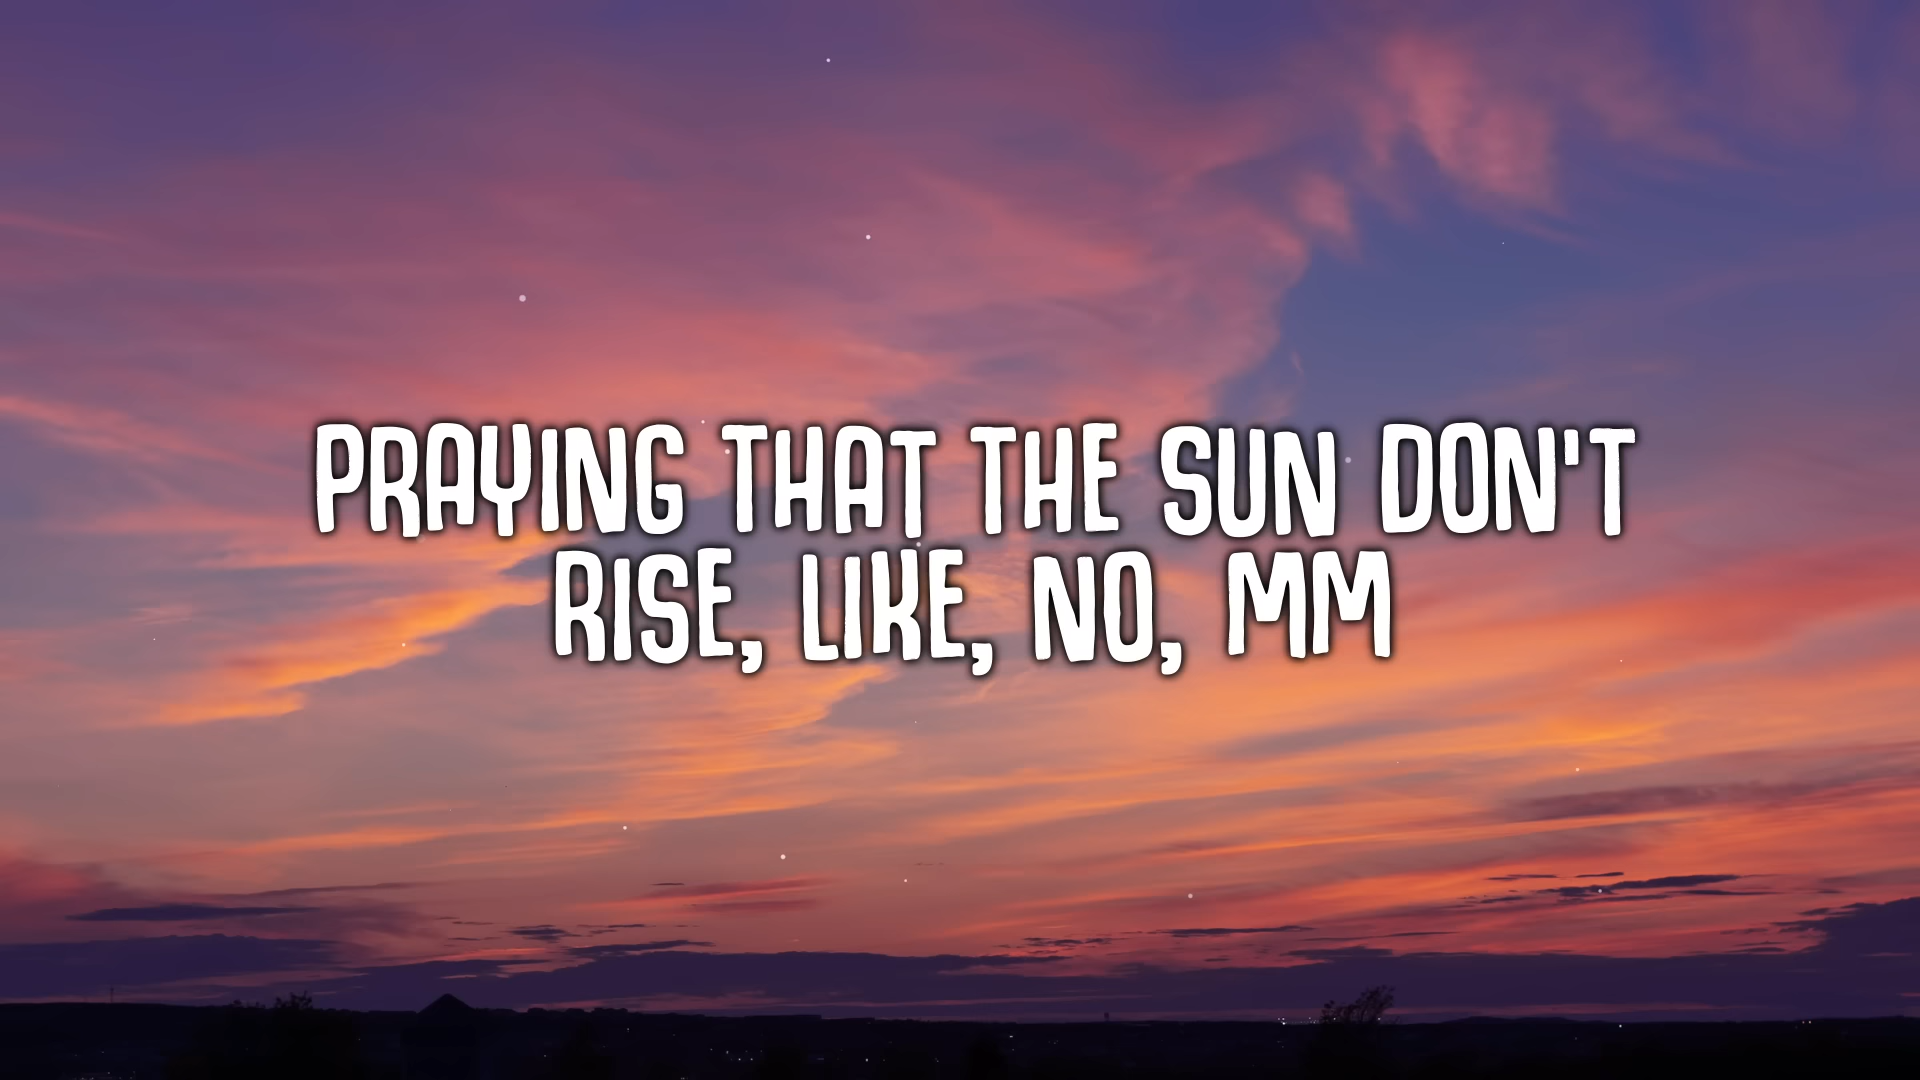 PRAYING THAT THE SUN DON'T
RISE, LIKE, NO, MM